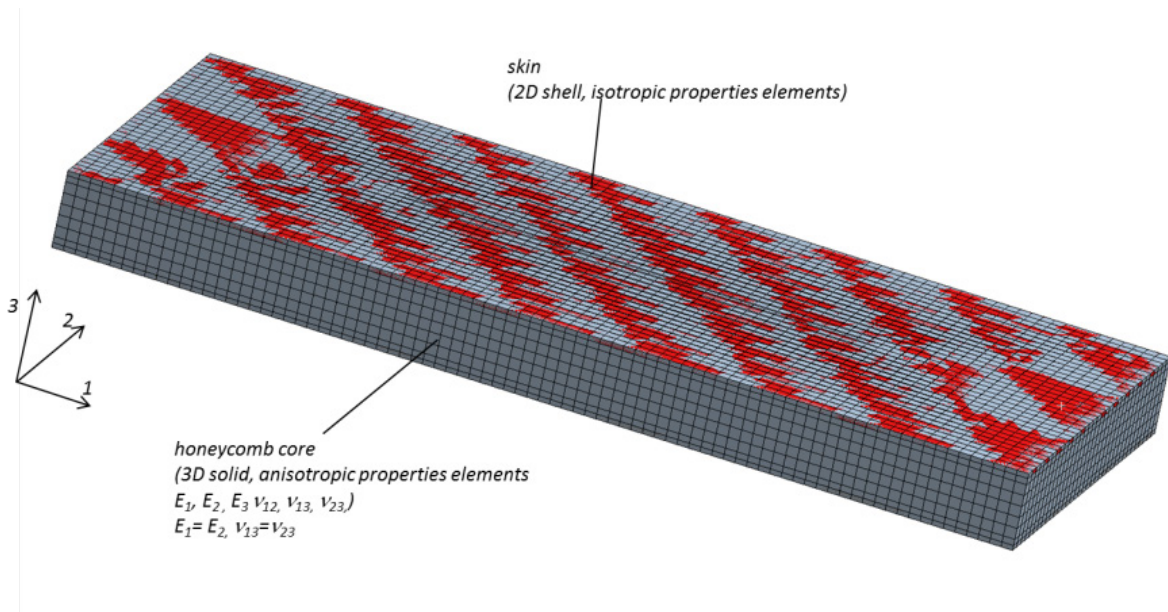 skin
(2D shell, isotropic properties elements)
3
2
1
honeycomb core
(3D solid, anisotropic properties elements
E₁, E₂, E₃ ν₁₂, ν₁₃, ν₂₃,)
E₁= E₂, ν₁₃=ν₂₃